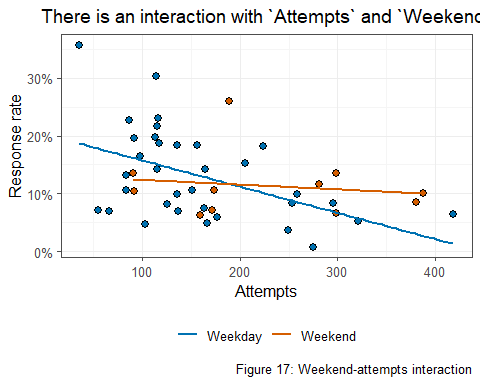 There is an interaction with `Attempts` and `Weekend
Response rate
30%
20%
10%
0%
100 200 300 400
Attempts
Weekday Weekend
Figure 17: Weekend-attempts interaction